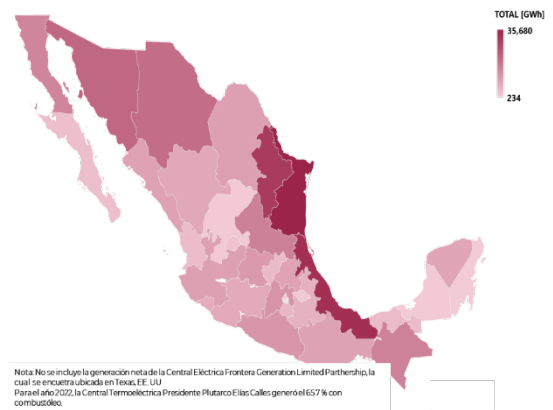 TOTAL [GWh]
35,680
234
Nota: No se incluye la generación neta de la Central Eléctrica Frontera Generation Limited Parthership, la
cual se encuetra ubicada en Texas, EE. UU
Para el año 2022, la Central Termoeléctrica Presidente Plutarco Elías Calles generó el 65.7 % con
combustóleo.